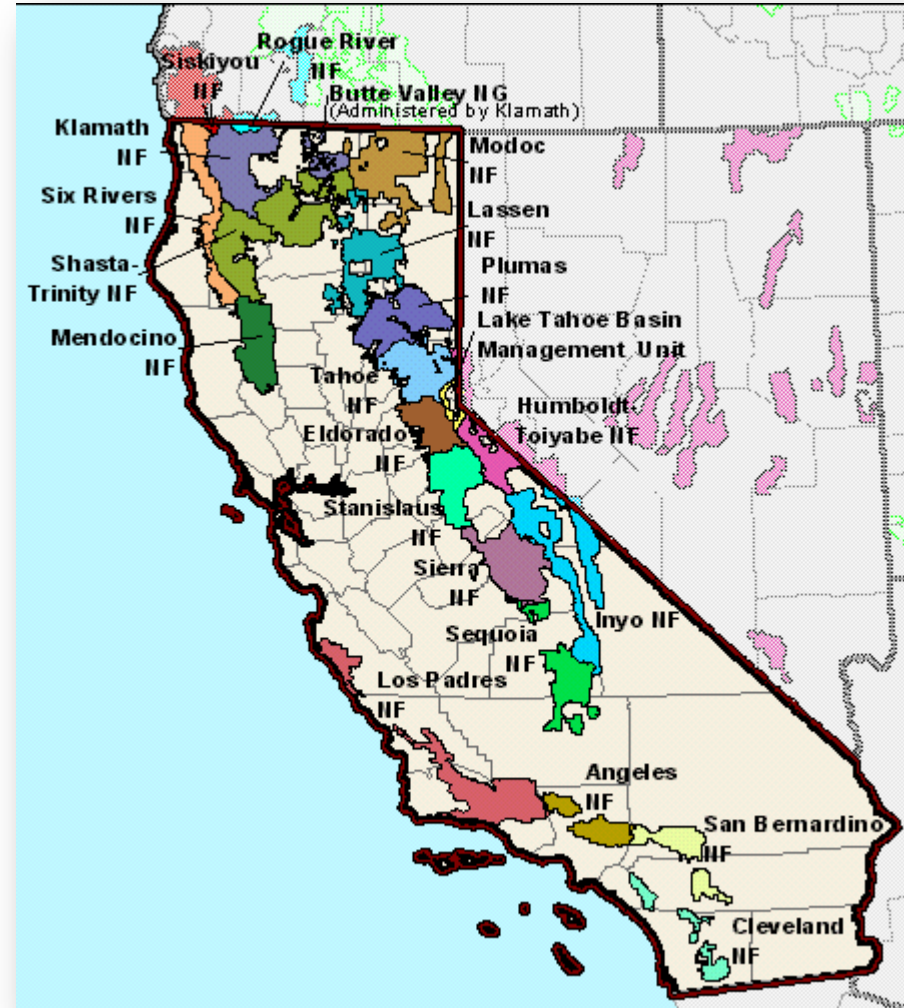 Rogue River
NF
Siskiyou
NF
Butte Valley NG
(Administered by Klamath)
Klamath
NF
Modoc
NF
Six Rivers
NF
Lassen
NF
Shasta-
Trinity NF
Plumas
NF
Lake Tahoe Basin
Management Unit
Mendocino
NF
Tahoe
NF
Humboldt-
Toiyabe NF
Eldorado
NF
Stanislaus
NF
Sierra
NF
Inyo NF
Sequoia
NF
Los Padres
NF
Angeles
NF
San Bernardino
NF
Cleveland
NF